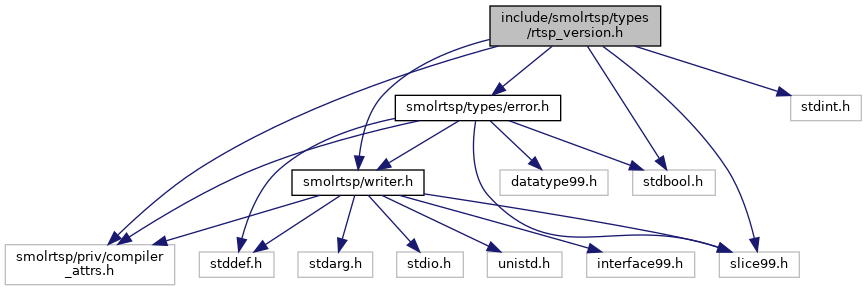 include/smolrtsp/types
/rtsp_version.h
smolrtsp/types/error.h
stdint.h
smolrtsp/writer.h
datatype99.h
stdbool.h
smolrtsp/priv/compiler
_attrs.h
stddef.h
stdarg.h
stdio.h
unistd.h
interface99.h
slice99.h